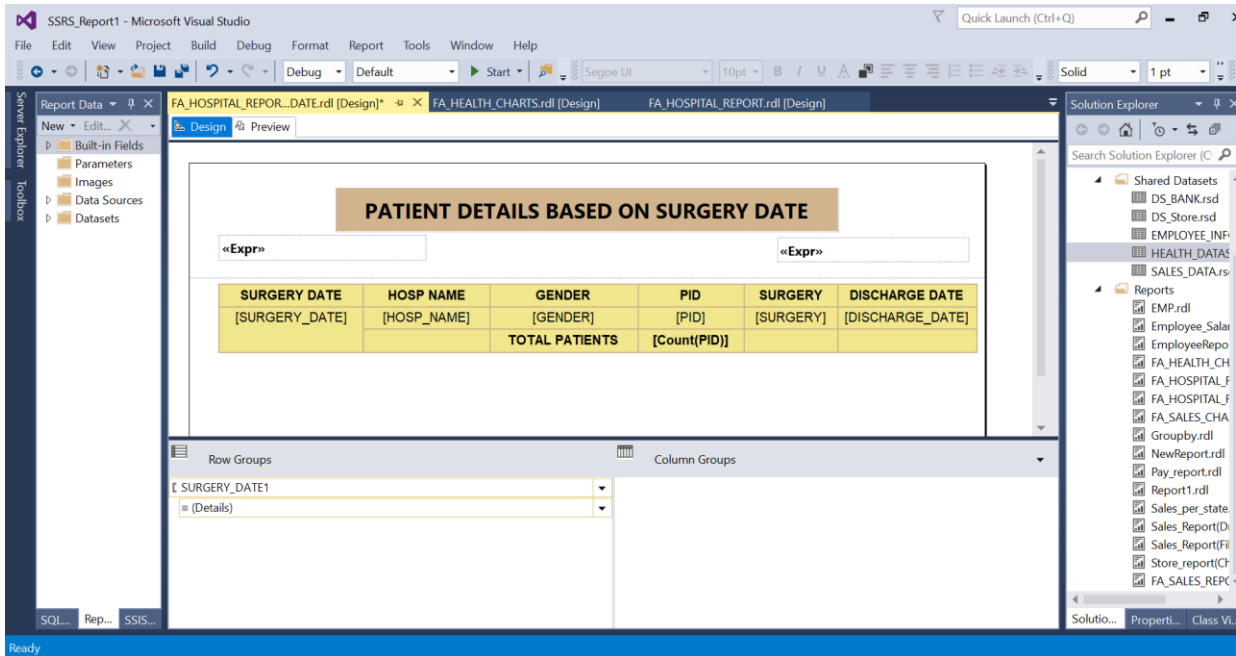 SSRS_Report1 - Microsoft Visual Studio
Quick Launch (Ctrl+Q)
File Edit View Project Build Debug Format Report Tools Window Help
Debug Default Start Segoe UI 10pt B I U A Solid 1 pt
Server Explorer
Toolbox
Report Data
New Edit...
Built-in Fields
Parameters
Images
Data Sources
Datasets
SQL... Rep... SSIS...
FA_HOSPITAL_REPOR...DATE.rdl [Design]* FA_HEALTH_CHARTS.rdl [Design] FA_HOSPITAL_REPORT.rdl [Design]
Design Preview
PATIENT DETAILS BASED ON SURGERY DATE
«Expr» «Expr»
SURGERY DATE HOSP NAME GENDER PID SURGERY DISCHARGE DATE
[SURGERY_DATE] [HOSP_NAME] [GENDER] [PID] [SURGERY] [DISCHARGE_DATE]
TOTAL PATIENTS [Count(PID)]
Row Groups Column Groups
SURGERY_DATE1
(Details)
Solution Explorer
Search Solution Explorer (C
Shared Datasets
DS_BANK.rsd
DS_Store.rsd
EMPLOYEE_INF
HEALTH_DATAS
SALES_DATA.rs
Reports
EMP.rdl
Employee_Salar
EmployeeRepo
FA_HEALTH_CH
FA_HOSPITAL_F
FA_HOSPITAL_F
FA_SALES_CHA
Groupby.rdl
NewReport.rdl
Pay_report.rdl
Report1.rdl
Sales_per_state.
Sales_Report(D
Sales_Report(Fi
Store_report(Ch
FA_SALES_REPO
Solutio... Properti... Class Vi...
Ready